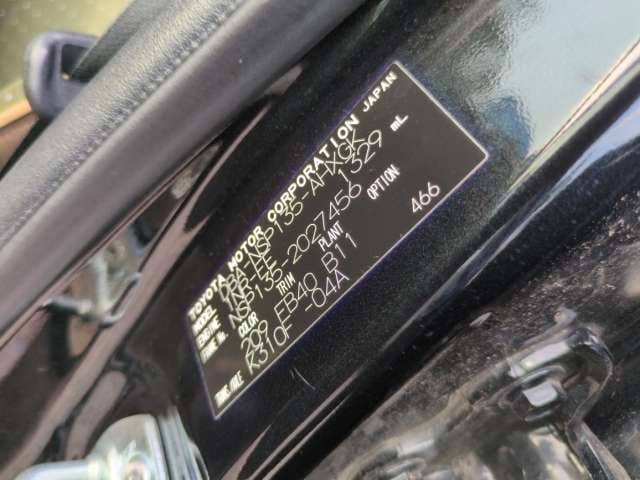 TOYOTA MOTOR CORPORATION JAPAN
MODEL DBA-NSP135-AHXGK
ENGINE 1NR-FE 1329 mL
FRAME No. NSP135-2027456
COLOR TRIM PLANT OPTION
209 EB40 B11 466
TRANS./AXLE K310F -04A